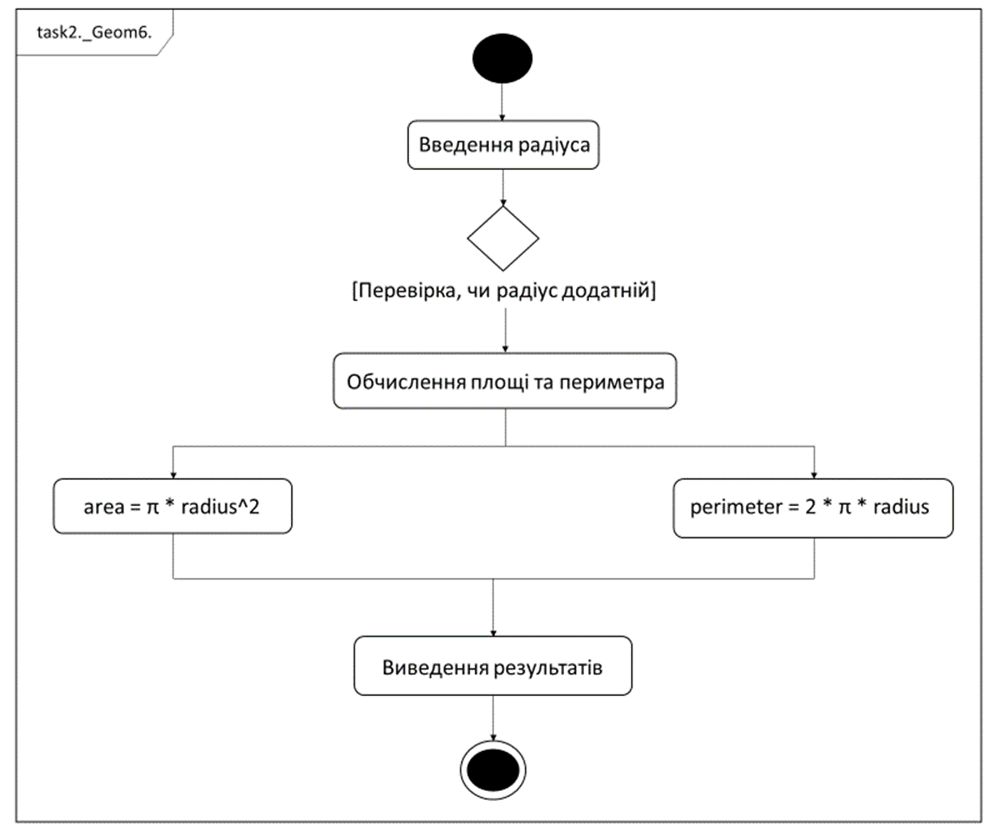 task2._Geom6.
Введення радіуса
[Перевірка, чи радіус додатній]
Обчислення площі та периметра
area = π * radius^2
perimeter = 2 * π * radius
Виведення результатів